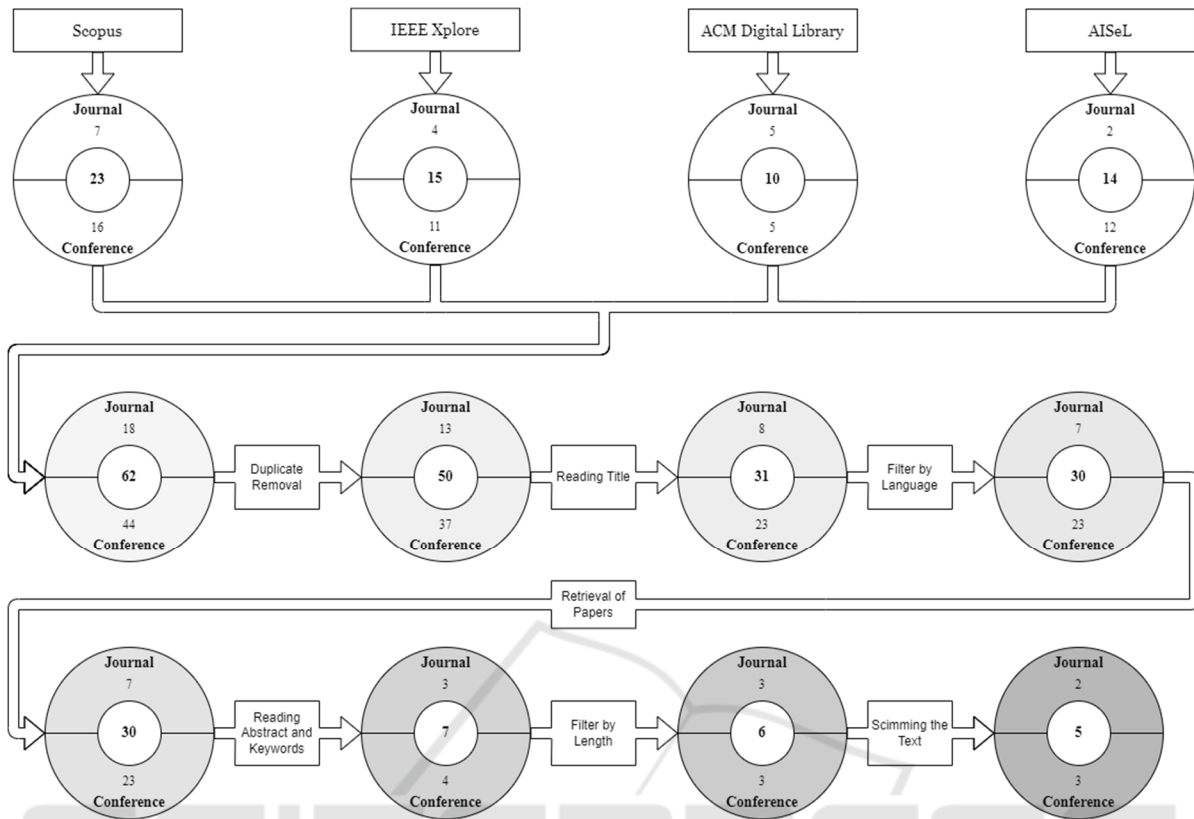 Scopus
IEEE Xplore
ACM Digital Library
AISeL
Journal
7
23
16
Conference
Journal
4
15
11
Conference
Journal
5
10
5
Conference
Journal
2
14
12
Conference
Journal
18
62
44
Conference
Duplicate
Removal
Journal
13
50
37
Conference
Reading Title
Journal
8
31
23
Conference
Filter by
Language
Journal
7
30
23
Conference
Retrieval of
Papers
Journal
7
30
23
Conference
Reading
Abstract and
Keywords
Journal
3
7
4
Conference
Filter by
Length
Journal
3
6
3
Conference
Scimming the
Text
Journal
2
5
3
Conference